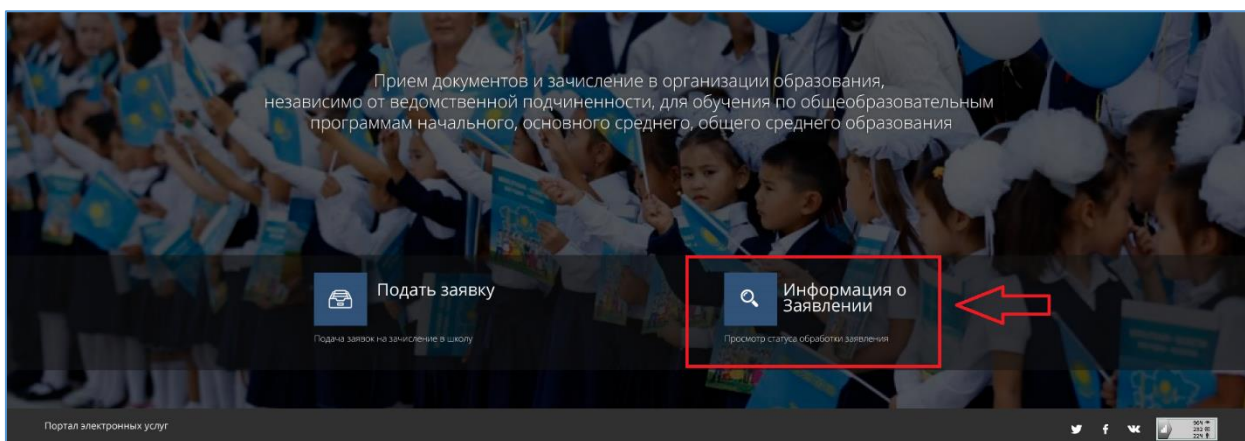 Прием документов и зачисление в организации образования,
независимо от ведомственной подчиненности, для обучения по общеобразовательным
программам начального, основного среднего, общего среднего образования
Подать заявку
Подача заявок на зачисление в школу
Информация о
Заявлении
Просмотр статуса обработки заявления
Портал электронных услуг